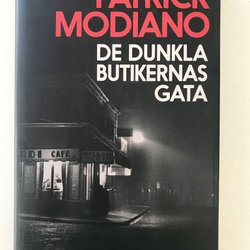 PATRICK
MODIANO
DE DUNKLA
BUTIKERNAS
GATA
CAFE